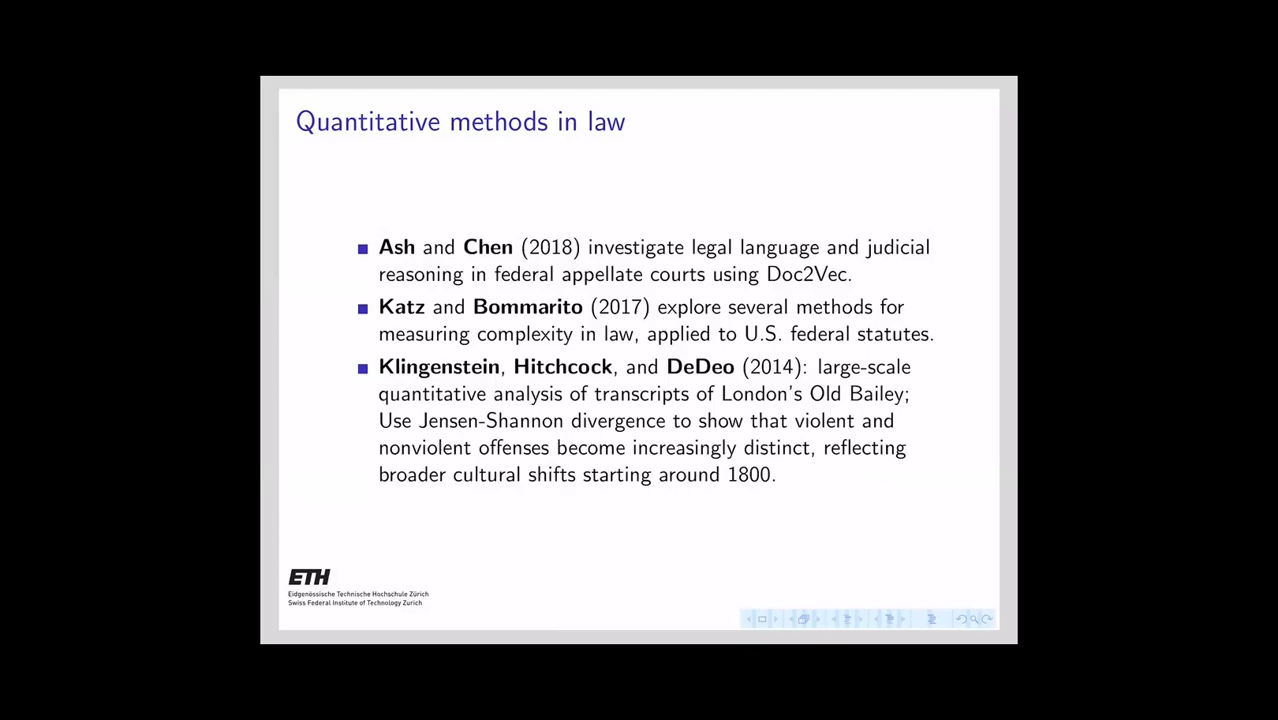 Quantitative methods in law
Ash and Chen (2018) investigate legal language and judicial
reasoning in federal appellate courts using Doc2Vec.
Katz and Bommarito (2017) explore several methods for
measuring complexity in law, applied to U.S. federal statutes.
Klingenstein, Hitchcock, and DeDeo (2014): large-scale
quantitative analysis of transcripts of London's Old Bailey;
Use Jensen-Shannon divergence to show that violent and
nonviolent offenses become increasingly distinct, reflecting
broader cultural shifts starting around 1800.
ETH
Eidgenössische Technische Hochschule Zürich
Swiss Federal Institute of Technology Zurich